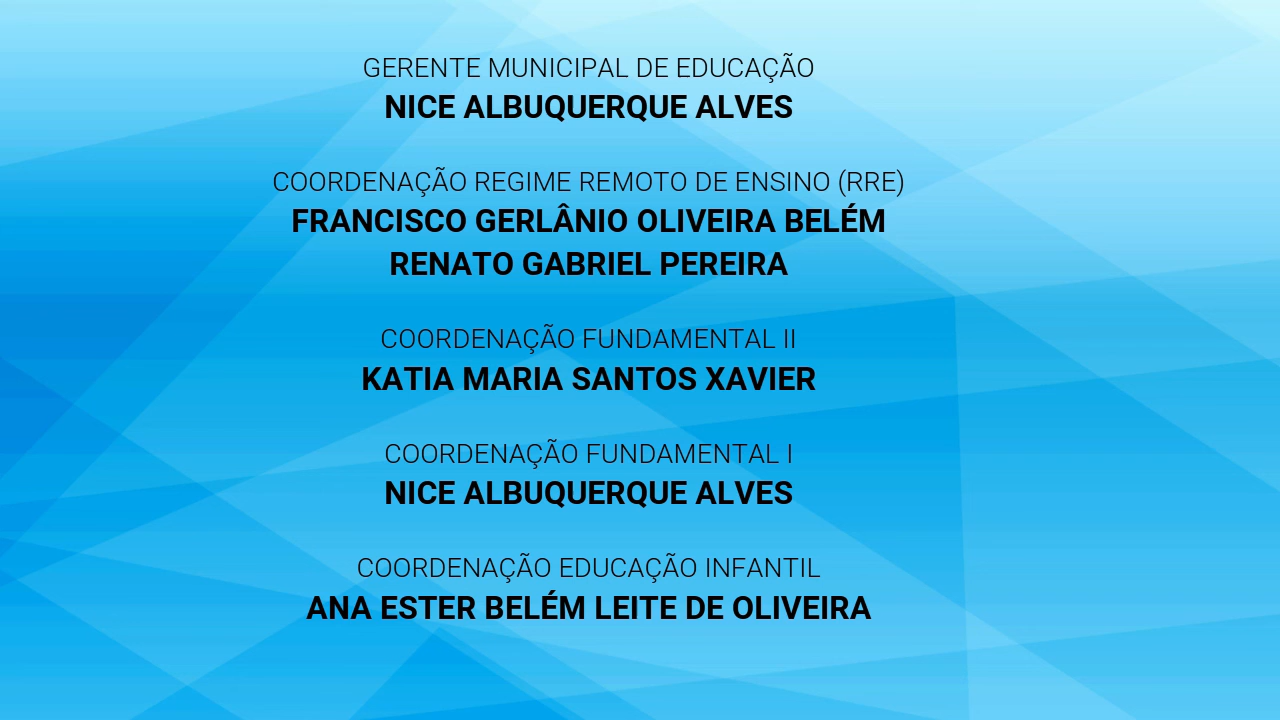 GERENTE MUNICIPAL DE EDUCAÇÃO
NICE ALBUQUERQUE ALVES
COORDENAÇÃO REGIME REMOTO DE ENSINO (RRE)
FRANCISCO GERLÂNIO OLIVEIRA BELÉM
RENATO GABRIEL PEREIRA
COORDENAÇÃO FUNDAMENTAL II
KATIA MARIA SANTOS XAVIER
COORDENAÇÃO FUNDAMENTAL I
NICE ALBUQUERQUE ALVES
COORDENAÇÃO EDUCAÇÃO INFANTIL
ANA ESTER BELÉM LEITE DE OLIVEIRA